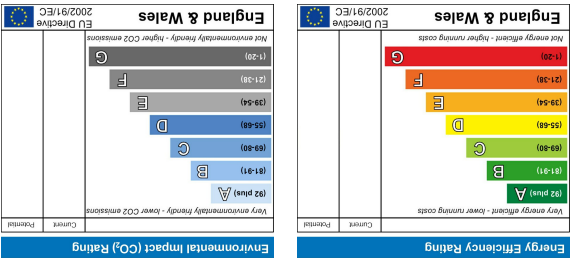 Energy Efficiency Rating
Current Potential
Very energy efficient - lower running costs
(92 plus) A
(81-91) B
(69-80) C
(55-68) D
(39-54) E
(21-38) F
(1-20) G
Not energy efficient - higher running costs
England & Wales
EU Directive
2002/91/EC
Environmental Impact (CO₂) Rating
Current Potential
Very environmentally friendly - lower CO2 emissions
(92 plus) A
(81-91) B
(69-80) C
(55-68) D
(39-54) E
(21-38) F
(1-20) G
Not environmentally friendly - higher CO2 emissions
England & Wales
EU Directive
2002/91/EC